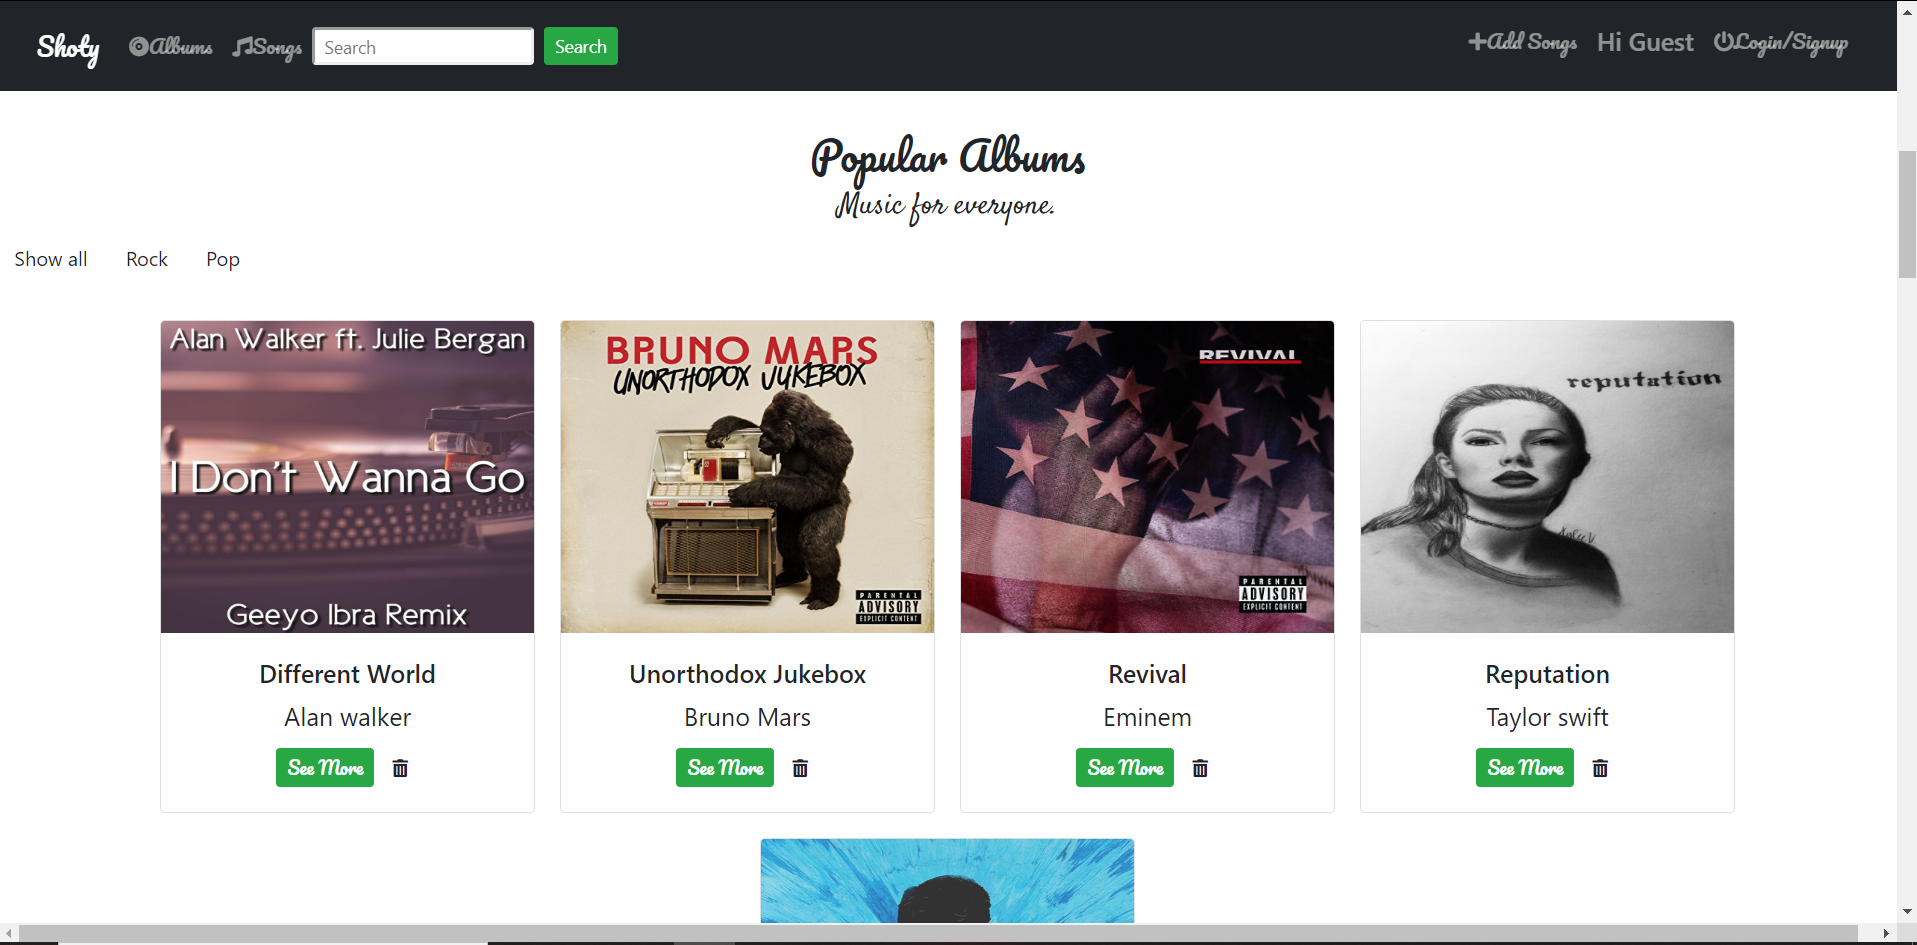 Shoty Albums Songs Search Search +Add Songs Hi Guest Login/Signup
Popular Albums
Music for everyone.
Show all Rock Pop
Alan Walker ft. Julie Bergan
I Don't Wanna Go
Geeyo Ibra Remix
BRUNO MARS
UNORTHODOX JUKEBOX
PARENTAL
ADVISORY
EXPLICIT CONTENT
REVIVAL
PARENTAL
ADVISORY
EXPLICIT CONTENT
reputation
Different World
Alan walker
See More
Unorthodox Jukebox
Bruno Mars
See More
Revival
Eminem
See More
Reputation
Taylor swift
See More